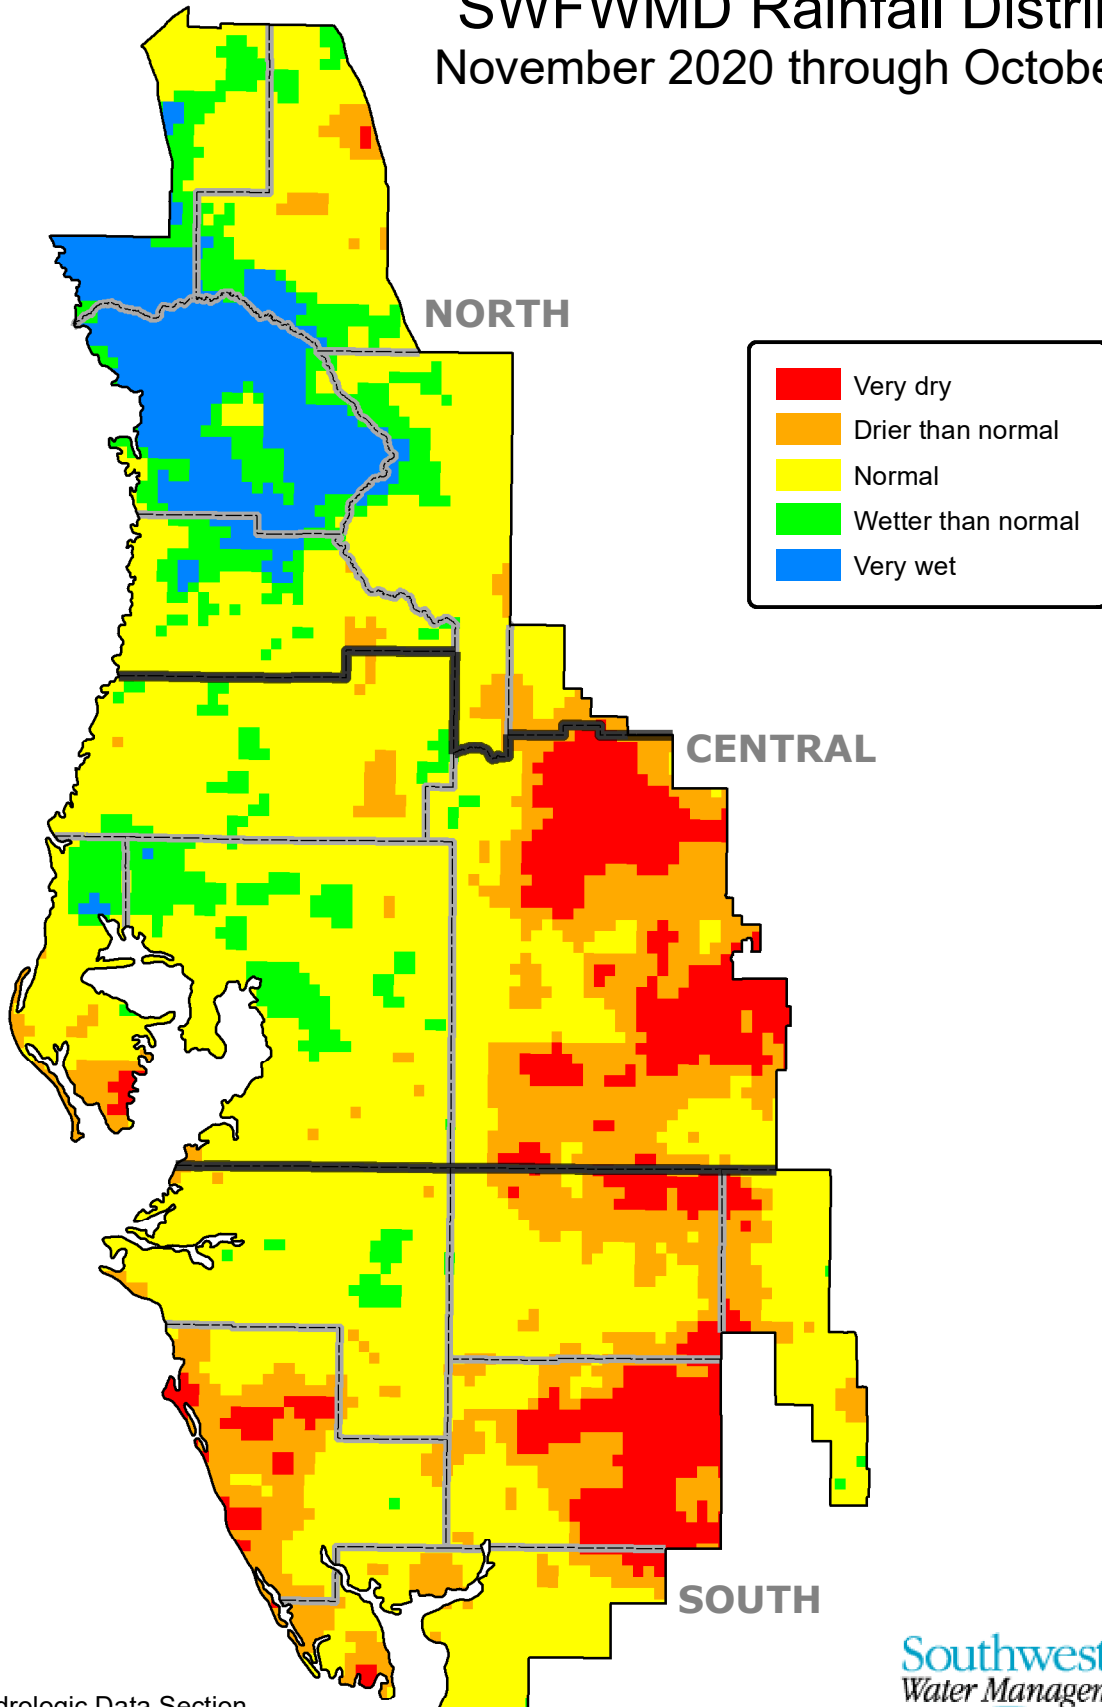 SWFWMD Rainfall Distri
November 2020 through Octobe
NORTH
Very dry
Drier than normal
Normal
Wetter than normal
Very wet
CENTRAL
SOUTH
Southwest
Water Manageme
drologic Data Section